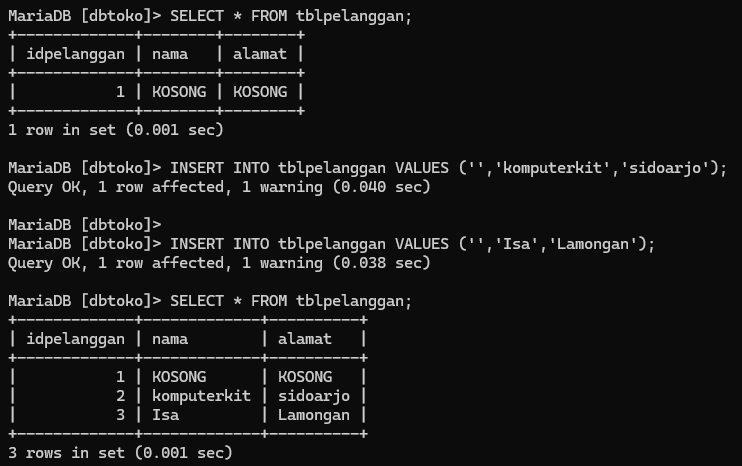 MariaDB [dbtoko]> SELECT * FROM tblpelanggan;
+-------------+--------+--------+
| idpelanggan | nama   | alamat |
+-------------+--------+--------+
|           1 | KOSONG | KOSONG |
+-------------+--------+--------+
1 row in set (0.001 sec)
MariaDB [dbtoko]> INSERT INTO tblpelanggan VALUES ('','komputerkit','sidoarjo');
Query OK, 1 row affected, 1 warning (0.040 sec)
MariaDB [dbtoko]>
MariaDB [dbtoko]> INSERT INTO tblpelanggan VALUES ('','Isa','Lamongan');
Query OK, 1 row affected, 1 warning (0.038 sec)
MariaDB [dbtoko]> SELECT * FROM tblpelanggan;
+-------------+-------------+----------+
| idpelanggan | nama        | alamat   |
+-------------+-------------+----------+
|           1 | KOSONG      | KOSONG   |
|           2 | komputerkit | sidoarjo |
|           3 | Isa         | Lamongan |
+-------------+-------------+----------+
3 rows in set (0.001 sec)